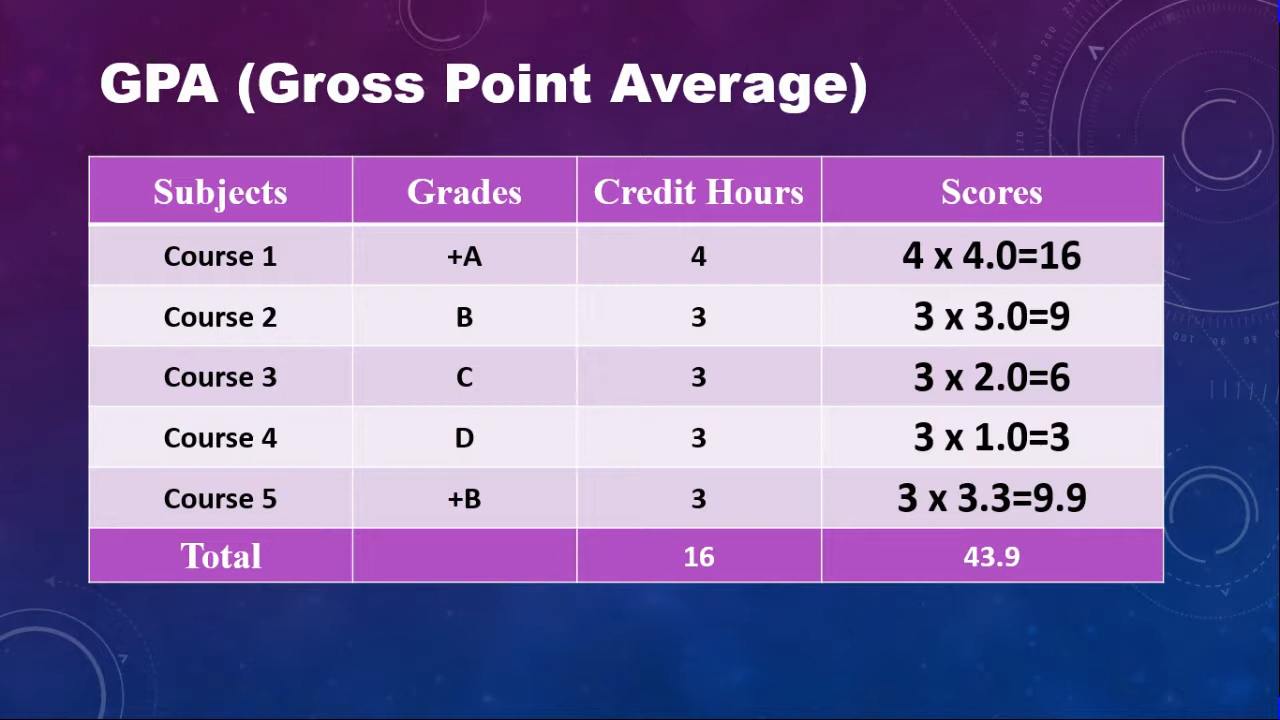 GPA (Gross Point Average)
Subjects Grades Credit Hours Scores
Course 1 +A 4 4 x 4.0=16
Course 2 B 3 3 x 3.0=9
Course 3 C 3 3 x 2.0=6
Course 4 D 3 3 x 1.0=3
Course 5 +B 3 3 x 3.3=9.9
Total 16 43.9